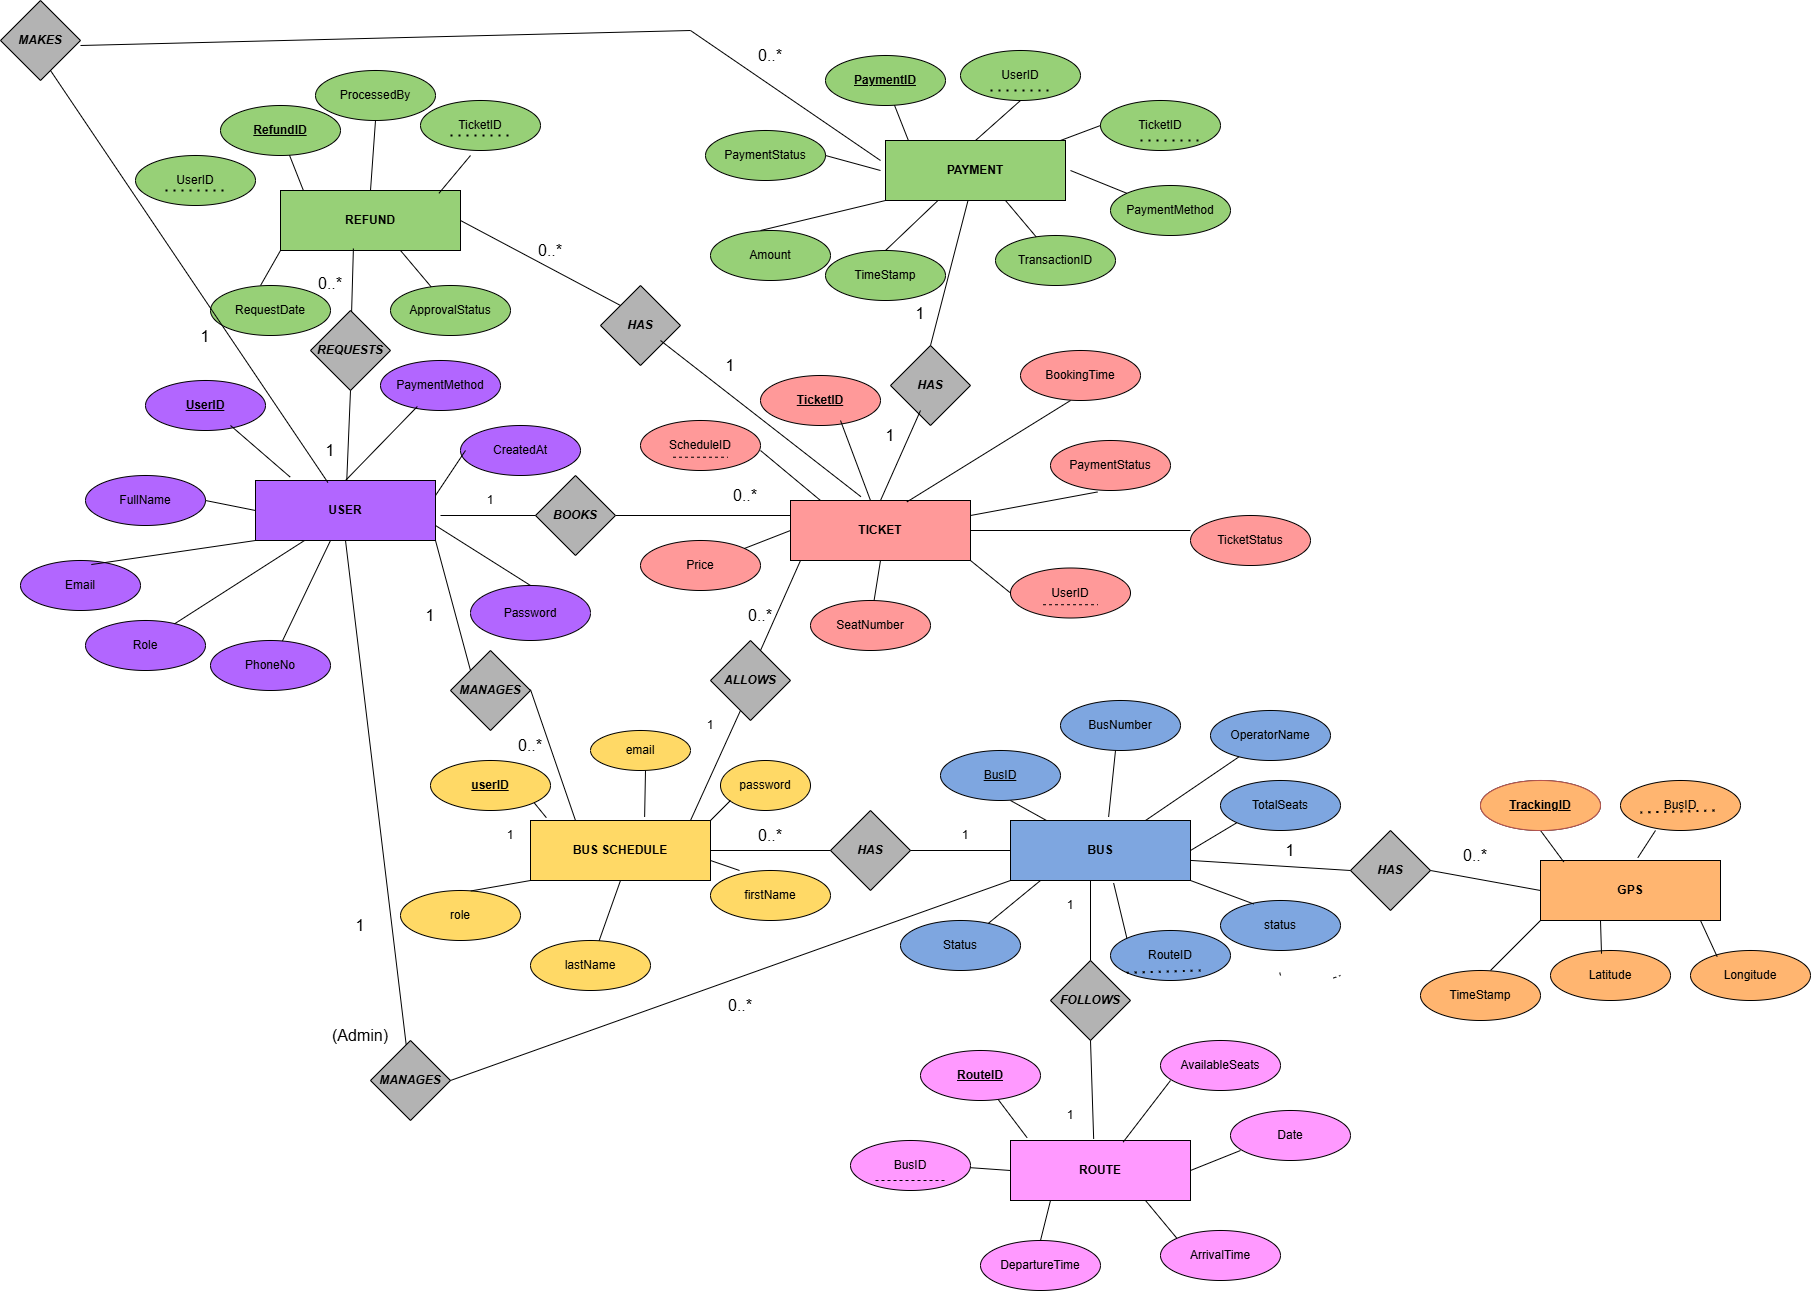 MAKES
0..*
PaymentID
UserID
ProcessedBy
RefundID
TicketID
TicketID
PaymentStatus
UserID
PAYMENT
REFUND
PaymentMethod
0..*
Amount
TimeStamp
TransactionID
0..*
RequestDate
ApprovalStatus
1
1
HAS
REQUESTS
1
HAS
PaymentMethod
BookingTime
UserID
TicketID
1
ScheduleID
1
CreatedAt
PaymentStatus
FullName
USER
1
BOOKS
0..*
TICKET
TicketStatus
Price
Email
UserID
Password
1
0..*
SeatNumber
Role
PhoneNo
MANAGES
ALLOWS
1
BusNumber
OperatorName
0..*
email
userID
password
BusID
TotalSeats
TrackingID
BusID
1
BUS SCHEDULE
0..*
HAS
1
BUS
1
HAS
0..*
GPS
role
firstName
1
1
status
lastName
Status
RouteID
TimeStamp
Latitude
Longitude
0..*
FOLLOWS
(Admin)
MANAGES
RouteID
AvailableSeats
1
Date
BusID
ROUTE
DepartureTime
ArrivalTime